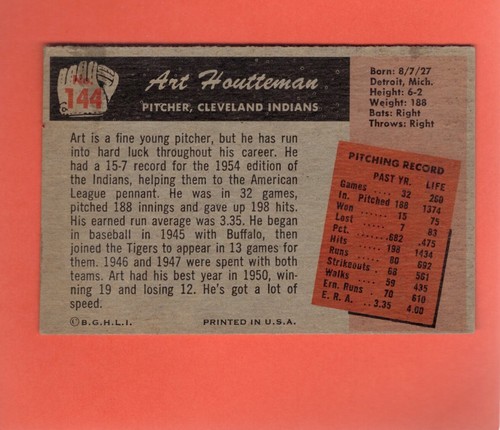 No.
144
Art Houtteman
PITCHER, CLEVELAND INDIANS
Born: 8/7/27
Detroit, Mich.
Height: 6-2
Weight: 188
Bats: Right
Throws: Right
Art is a fine young pitcher, but he has run
into hard luck throughout his career. He
had a 15-7 record for the 1954 edition of
the Indians, helping them to the American
League pennant. He was in 32 games,
pitched 188 innings and gave up 198 hits.
His earned run average was 3.35. He began
in baseball in 1945 with Buffalo, then
joined the Tigers to appear in 13 games for
them. 1946 and 1947 were spent with both
teams. Art had his best year in 1950, win-
ning 19 and losing 12. He's got a lot of
speed.
PITCHING RECORD
PAST YR. LIFE
Games 32 260
In. Pitched 188 1374
Won 15 75
Lost 7 83
Pct. .682 .475
Hits 198 1434
Runs 80 692
Strikouts 68 561
Walks 59 435
Ern. Runs 70 610
E. R. A. 3.35 4.00
© B.G.H.L.I. PRINTED IN U.S.A.